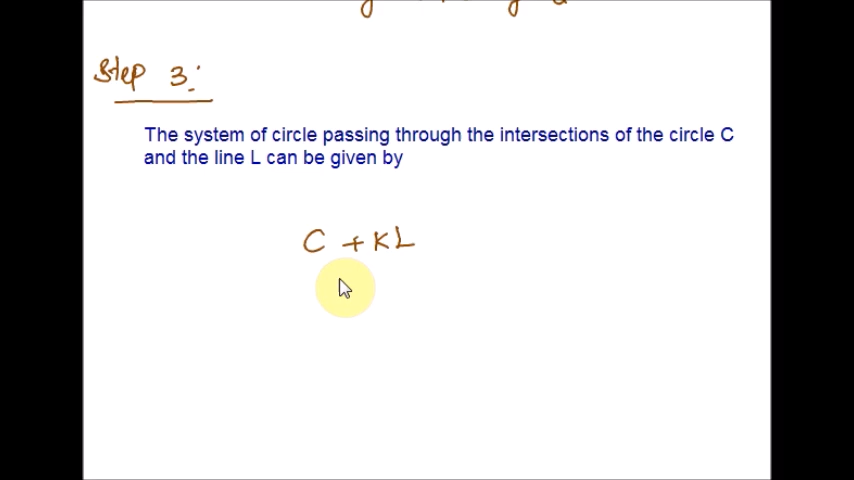 Step 3:
The system of circle passing through the intersections of the circle C
and the line L can be given by
C + KL